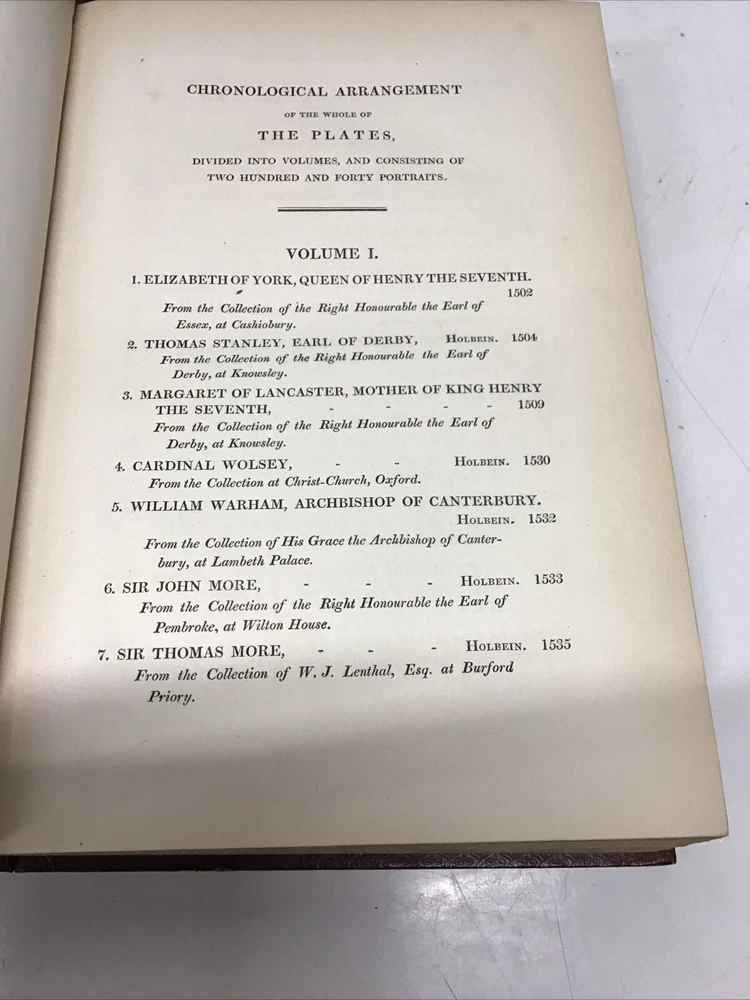 CHRONOLOGICAL ARRANGEMENT
OF THE WHOLE OF
THE PLATES,
DIVIDED INTO VOLUMES, AND CONSISTING OF
TWO HUNDRED AND FORTY PORTRAITS.
VOLUME I.
1. ELIZABETH OF YORK, QUEEN OF HENRY THE SEVENTH.
1502
From the Collection of the Right Honourable the Earl of
Essex, at Cashiobury.
2. THOMAS STANLEY, EARL OF DERBY, HOLBEIN. 1504
From the Collection of the Right Honourable the Earl of
Derby, at Knowsley.
3. MARGARET OF LANCASTER, MOTHER OF KING HENRY
THE SEVENTH, - - - - 1509
From the Collection of the Right Honourable the Earl of
Derby, at Knowsley.
4. CARDINAL WOLSEY, - - HOLBEIN. 1530
From the Collection at Christ-Church, Oxford.
5. WILLIAM WARHAM, ARCHBISHOP OF CANTERBURY.
HOLBEIN. 1532
From the Collection of His Grace the Archbishop of Canter-
bury, at Lambeth Palace.
6. SIR JOHN MORE, - - - HOLBEIN. 1533
From the Collection of the Right Honourable the Earl of
Pembroke, at Wilton House.
7. SIR THOMAS MORE, - - - HOLBEIN. 1535
From the Collection of W. J. Lenthal, Esq. at Burford
Priory.